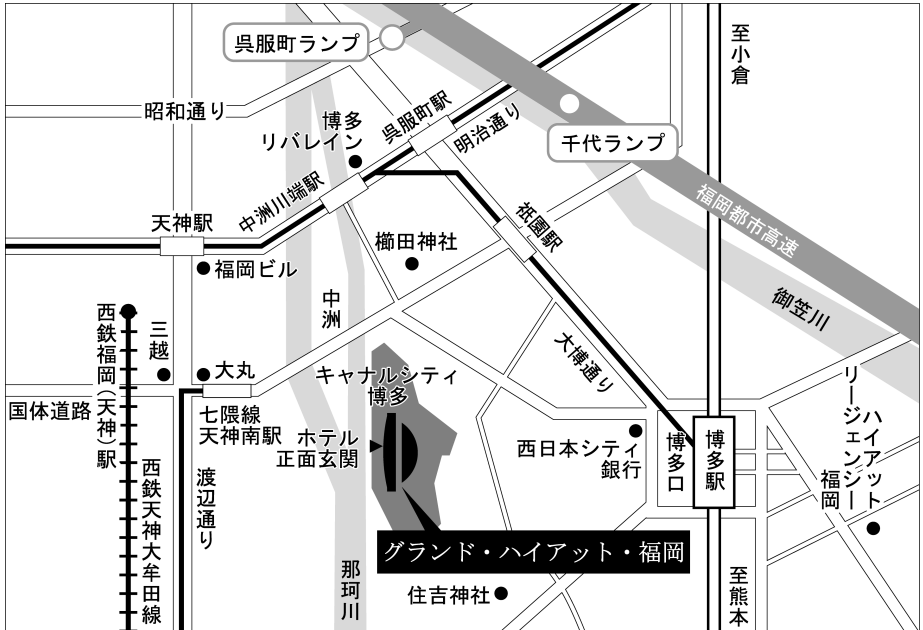 呉服町ランプ
至小倉
昭和通り
博多
リバレイン
呉服町駅
明治通り
千代ランプ
中洲川端駅
福岡都市高速
天神駅
祇園駅
櫛田神社
福岡ビル
御笠川
中洲
西鉄福岡(天神)駅
三越
大丸
大博通り
キャナルシティ
博多
国体道路
七隈線
天神南駅
ホテル
正面玄関
西日本シティ
銀行
博多口
博多駅
ハイアット
リージェンシー
福岡
西鉄天神大牟田線
渡辺通り
グランド・ハイアット・福岡
那珂川
住吉神社
至熊本